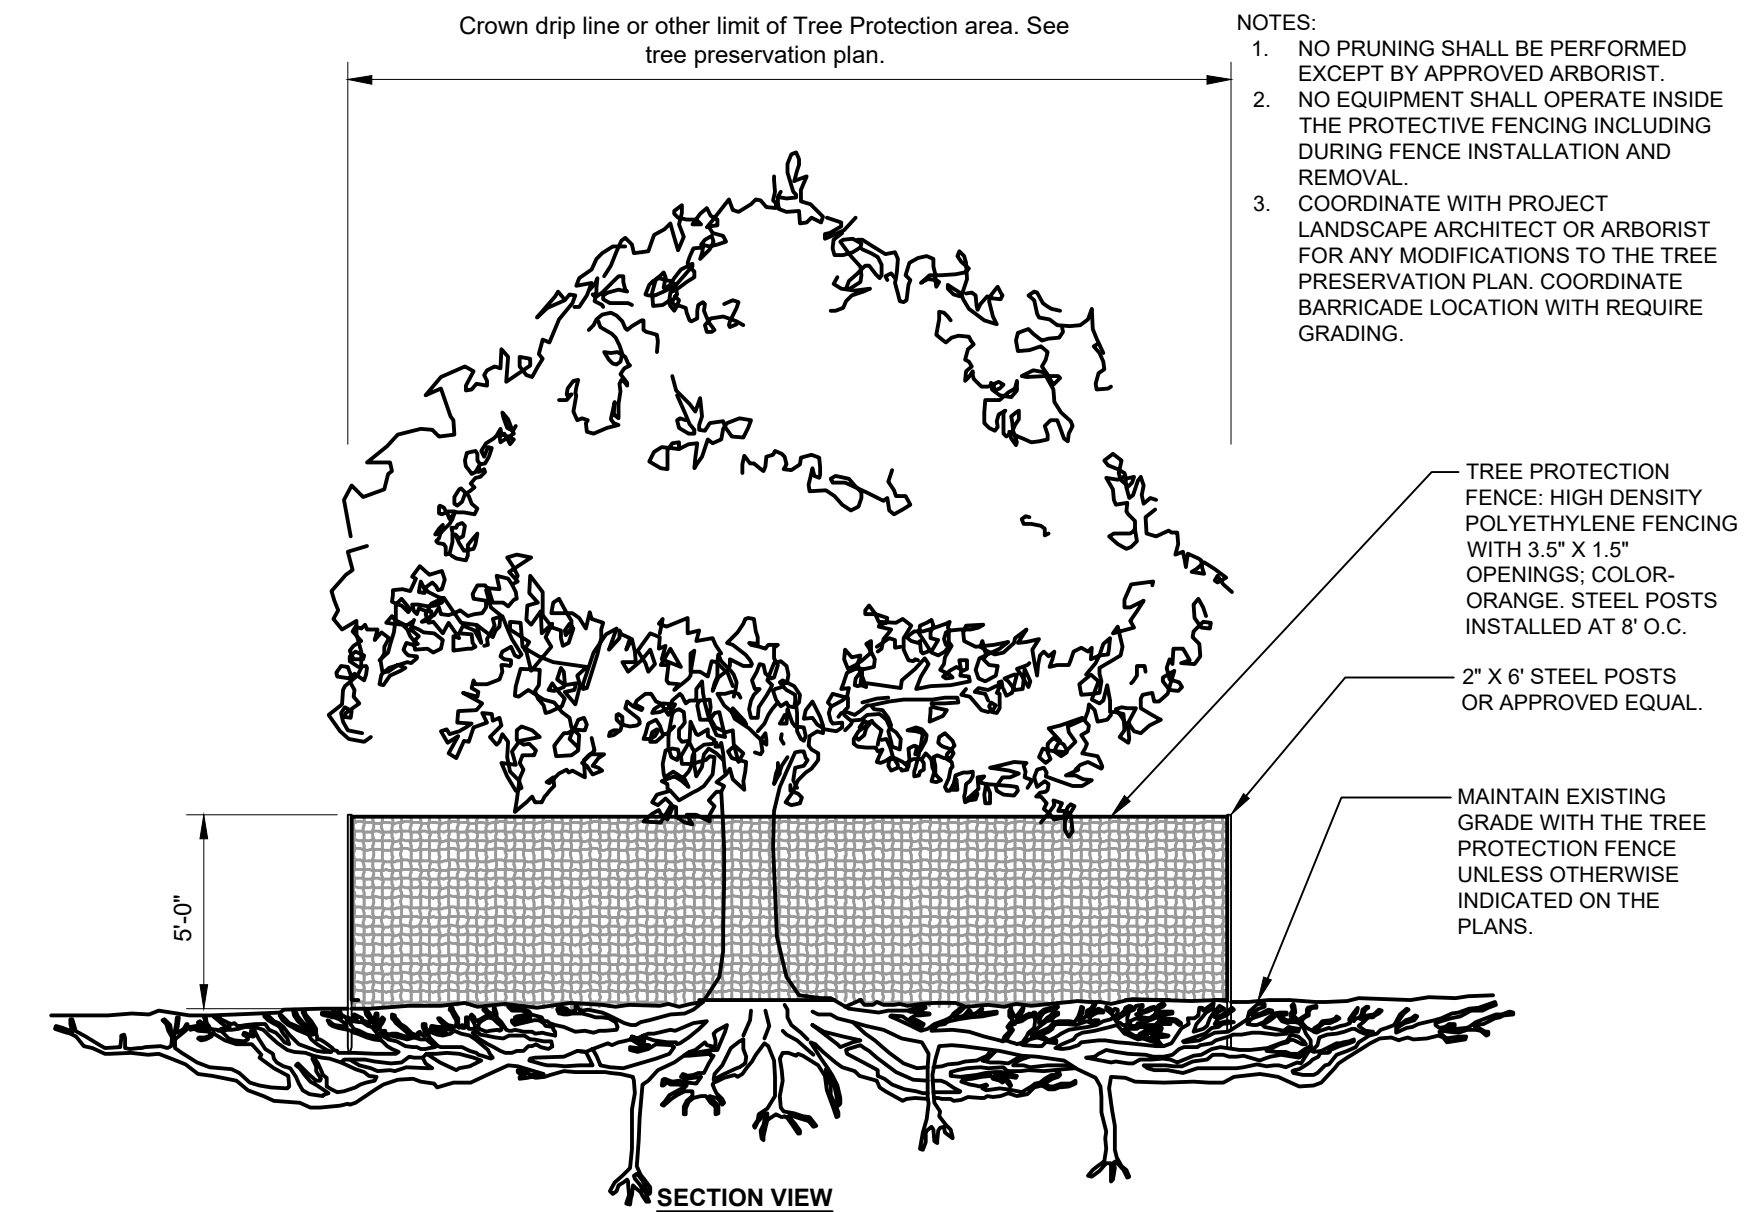 Crown drip line or other limit of Tree Protection area. See
tree preservation plan.
NOTES:
1. NO PRUNING SHALL BE PERFORMED
EXCEPT BY APPROVED ARBORIST.
2. NO EQUIPMENT SHALL OPERATE INSIDE
THE PROTECTIVE FENCING INCLUDING
DURING FENCE INSTALLATION AND
REMOVAL.
3. COORDINATE WITH PROJECT
LANDSCAPE ARCHITECT OR ARBORIST
FOR ANY MODIFICATIONS TO THE TREE
PRESERVATION PLAN. COORDINATE
BARRICADE LOCATION WITH REQUIRE
GRADING.
TREE PROTECTION
FENCE: HIGH DENSITY
POLYETHYLENE FENCING
WITH 3.5" X 1.5"
OPENINGS; COLOR-
ORANGE. STEEL POSTS
INSTALLED AT 8' O.C.
2" X 6' STEEL POSTS
OR APPROVED EQUAL.
MAINTAIN EXISTING
GRADE WITH THE TREE
PROTECTION FENCE
UNLESS OTHERWISE
INDICATED ON THE
PLANS.
5'-0"
SECTION VIEW